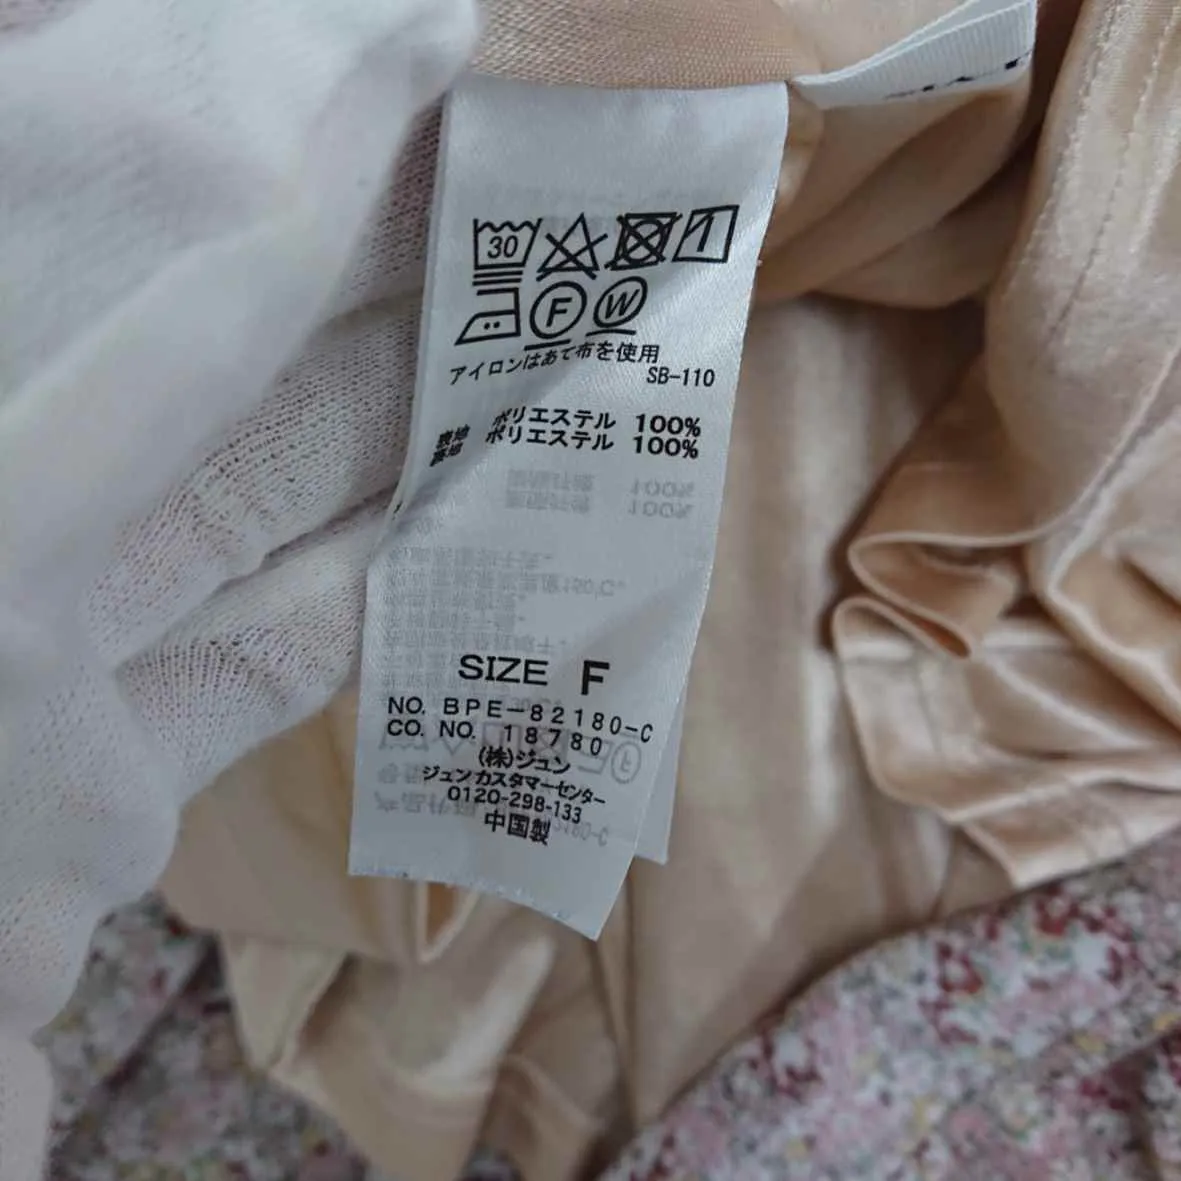 30
F W
アイロンはあて布を使用
SB-110
表地 ポリエステル 100%
裏地 ポリエステル 100%
SIZE F
NO. BPE-82180-C
CO. NO. 18780
(株)ジュン
ジュンカスタマーセンター
0120-298-133
中国製